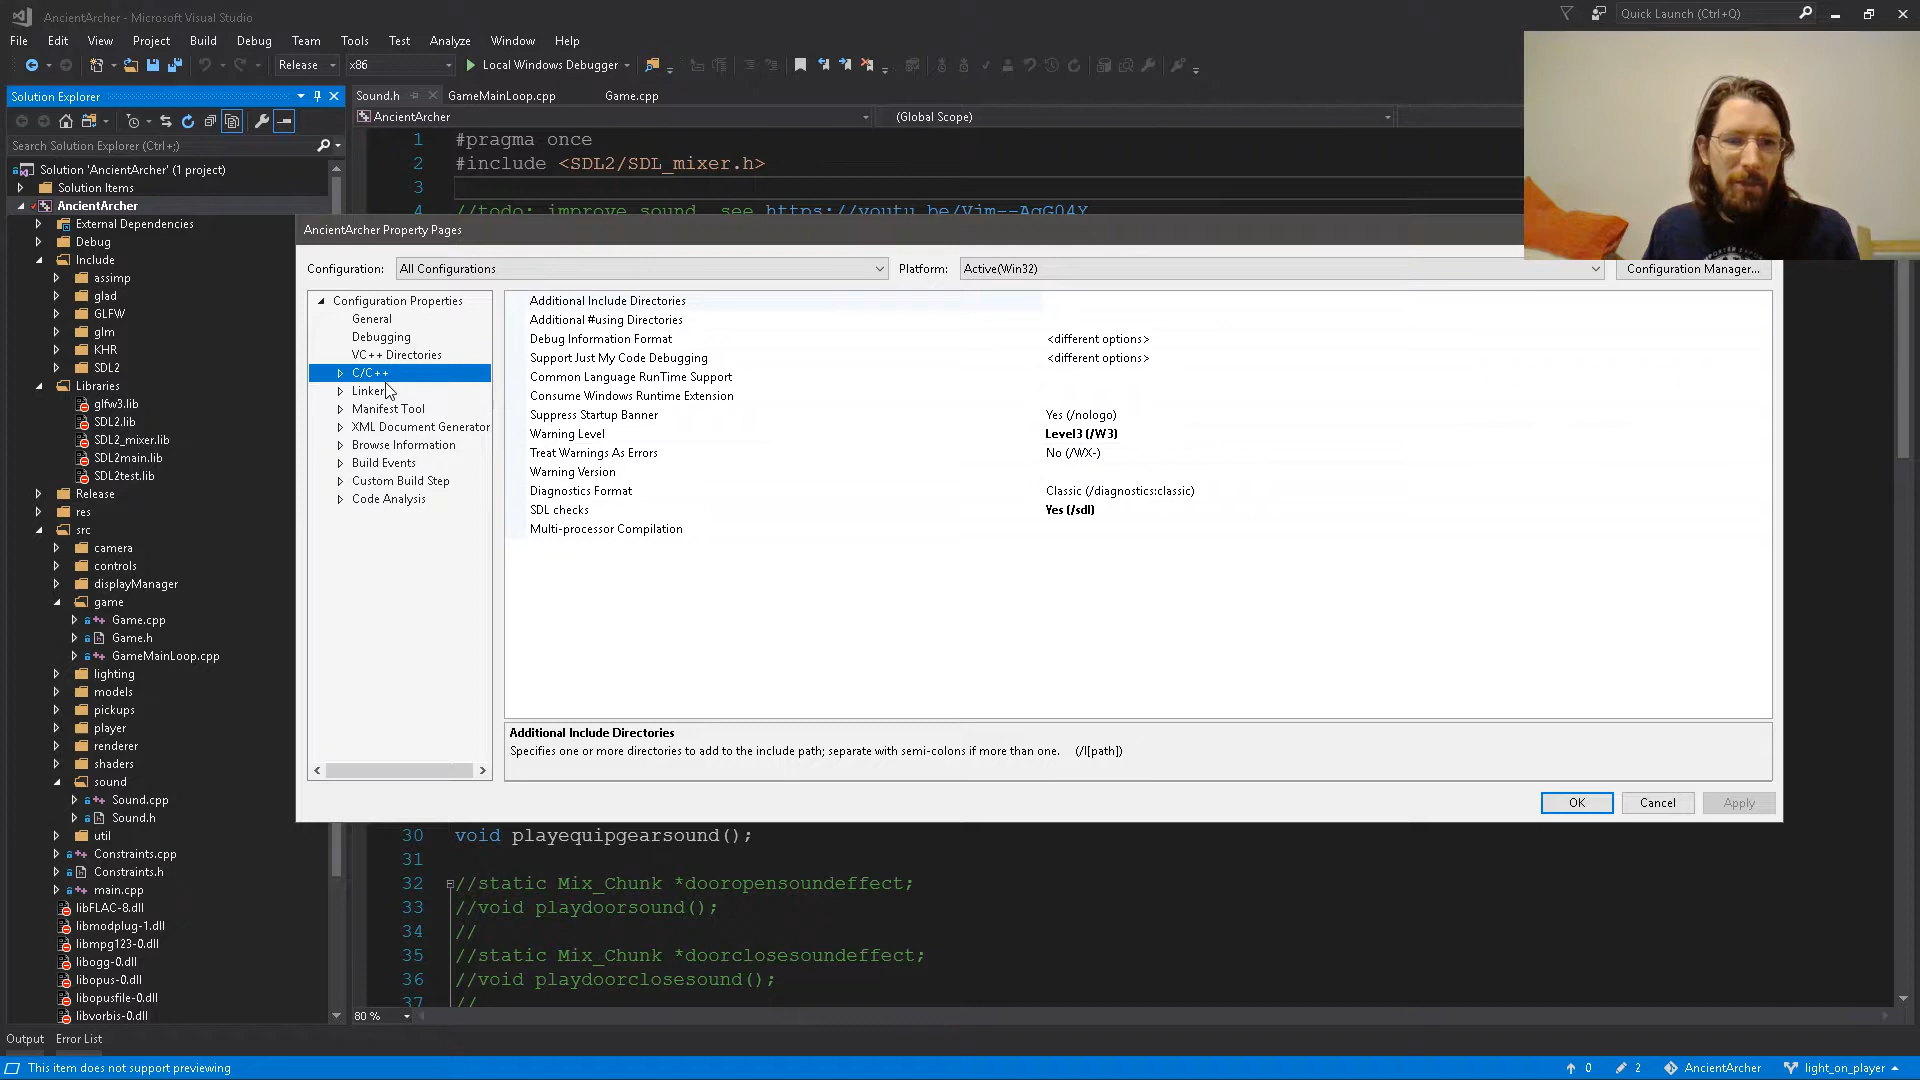 AncientArcher - Microsoft Visual Studio
Quick Launch (Ctrl+Q)
File Edit View Project Build Debug Team Tools Test Analyze Window Help
Release x86 Local Windows Debugger
Solution Explorer
Sound.h GameMainLoop.cpp Game.cpp
AncientArcher (Global Scope)
Search Solution Explorer (Ctrl+;)
Solution 'AncientArcher' (1 project)
Solution Items
AncientArcher
External Dependencies
Debug
Include
assimp
glad
GLFW
glm
KHR
SDL2
Libraries
glfw3.lib
SDL2.lib
SDL2_mixer.lib
SDL2main.lib
SDL2test.lib
Release
res
src
camera
controls
displayManager
game
Game.cpp
Game.h
GameMainLoop.cpp
lighting
models
pickups
player
renderer
shaders
sound
Sound.cpp
Sound.h
util
Constraints.cpp
Constraints.h
main.cpp
libFLAC-8.dll
libmodplug-1.dll
libmpg123-0.dll
libogg-0.dll
libopus-0.dll
libopusfile-0.dll
libvorbis-0.dll
1 #pragma once
2 #include <SDL2/SDL_mixer.h>
3
4 //todo: improve sound, see https://youtu.be/Vjm--AqG04Y
AncientArcher Property Pages
Configuration: All Configurations Platform: Active(Win32) Configuration Manager...
Configuration Properties
General
Debugging
VC++ Directories
C/C++
Linker
Manifest Tool
XML Document Generator
Browse Information
Build Events
Custom Build Step
Code Analysis
Additional Include Directories
Additional #using Directories
Debug Information Format <different options>
Support Just My Code Debugging <different options>
Common Language RunTime Support
Consume Windows Runtime Extension
Suppress Startup Banner Yes (/nologo)
Warning Level Level3 (/W3)
Treat Warnings As Errors No (/WX-)
Warning Version
Diagnostics Format Classic (/diagnostics:classic)
SDL checks Yes (/sdl)
Multi-processor Compilation
Additional Include Directories
Specifies one or more directories to add to the include path; separate with semi-colons if more than one. (/I[path])
OK Cancel Apply
30 void playequipgearsound();
31
32 //static Mix_Chunk *dooropensoundeffect;
33 //void playdoorsound();
34 //
35 //static Mix_Chunk *doorclosesoundeffect;
36 //void playdoorclosesound();
37 //
80 %
Output Error List
This item does not support previewing
0 2 AncientArcher light_on_player